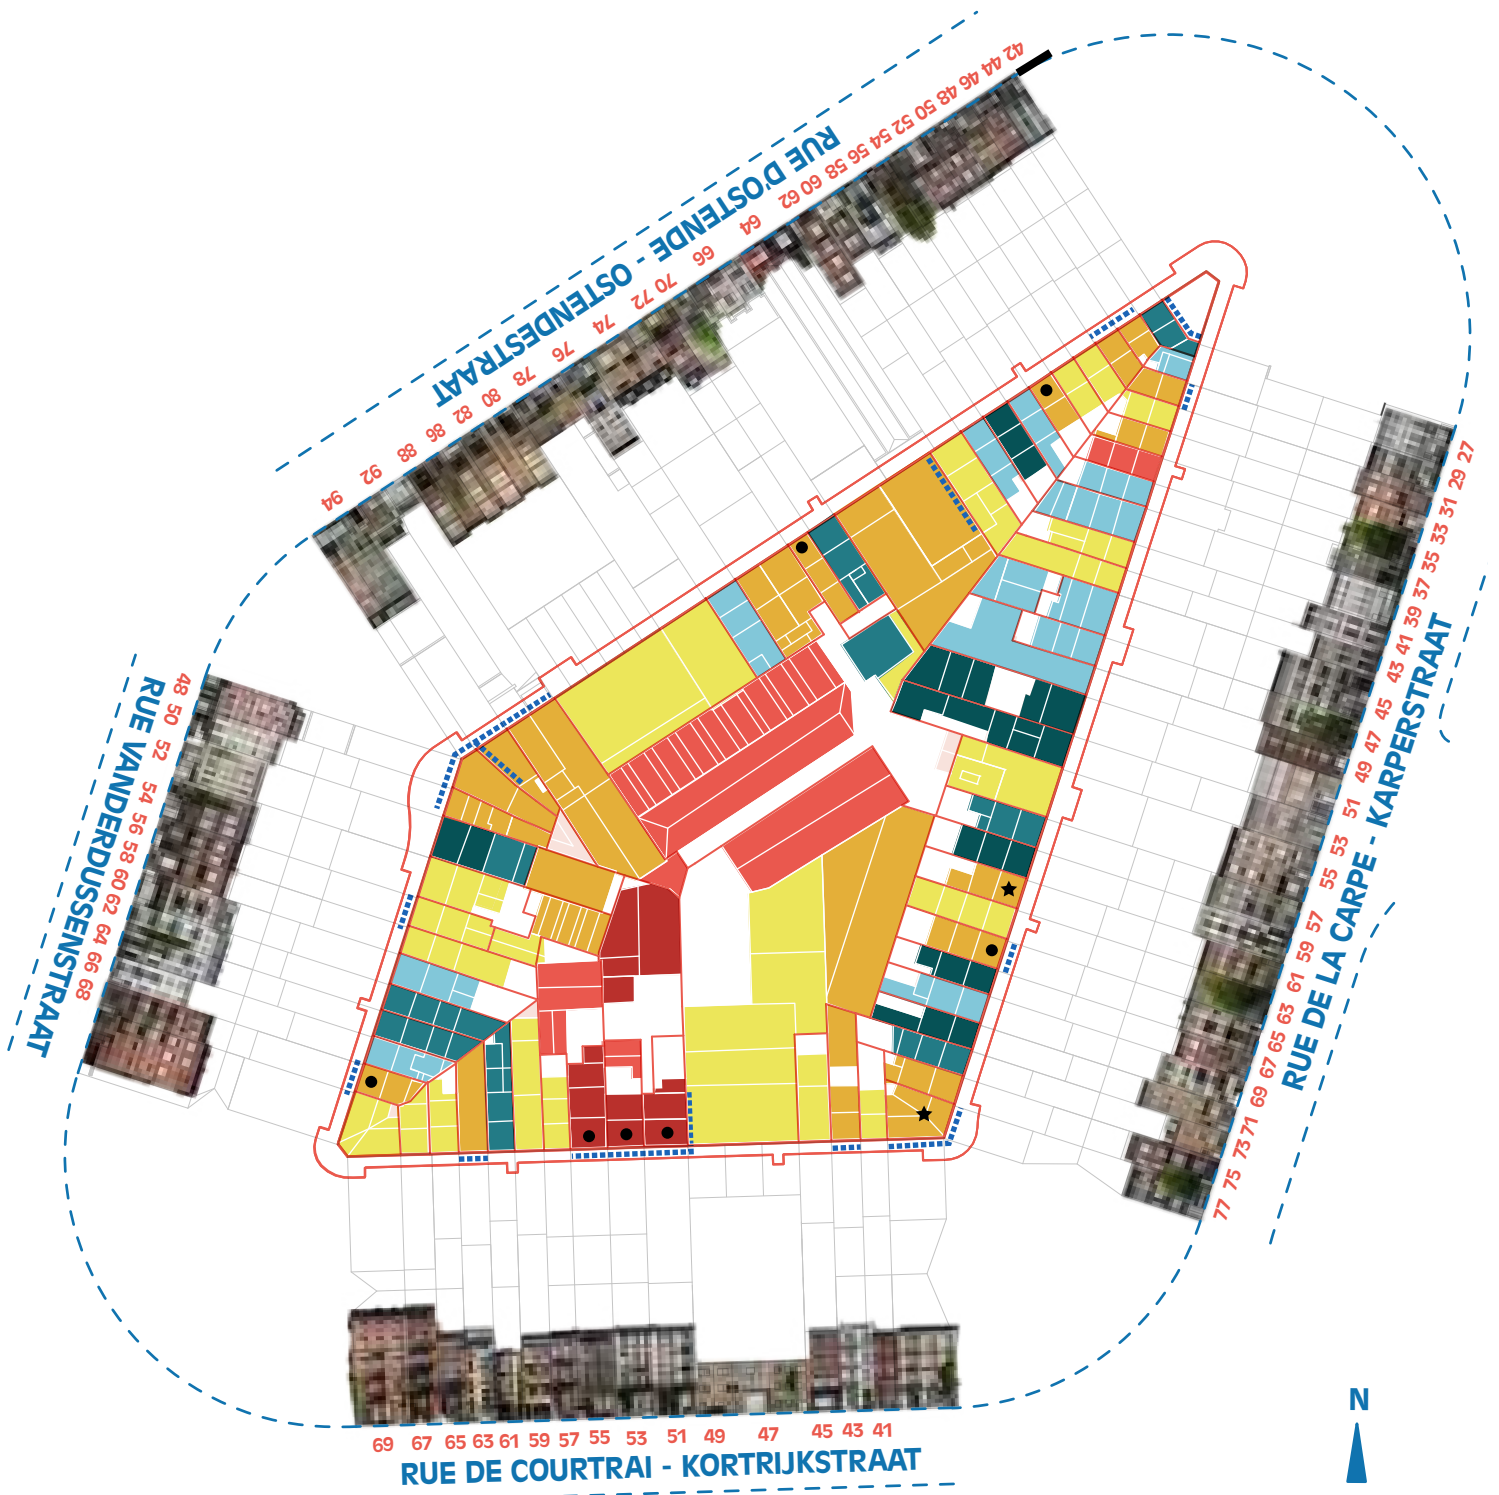 42 44 46 48 50 52 54 56 58 60 62 64 66 70 72 74 76 78 80 82 86 88 92 94
RUE D'OSTENDE - OSTENDESTRAAT
27 29 31 33 35 37 39 41 43 45 47 49 51 53 55 57 59 61 63 65 67 69 71 73 75 77
RUE DE LA CARPE - KARPERSTRAAT
48 50 52 54 56 58 60 62 64 66 68
RUE VANDERDUSSENSTRAAT
69 67 65 63 61 59 57 55 53 51 49 47 45 43 41
RUE DE COURTRAI - KORTRIJKSTRAAT
N